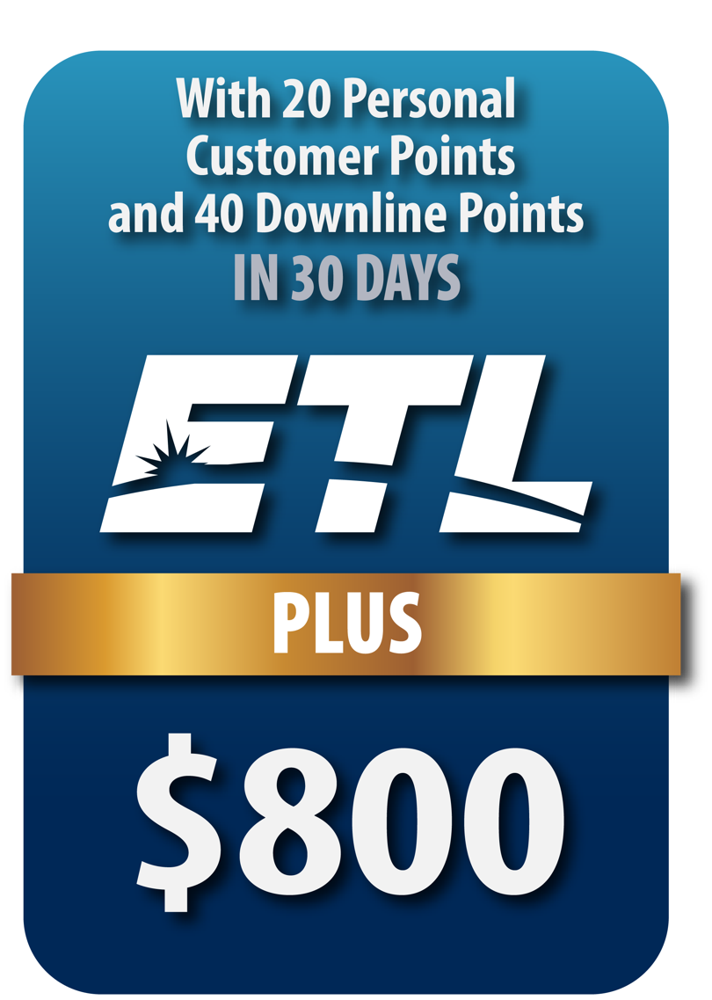 With 20 Personal
Customer Points
and 40 Downline Points
IN 30 DAYS
ETL
PLUS
$800